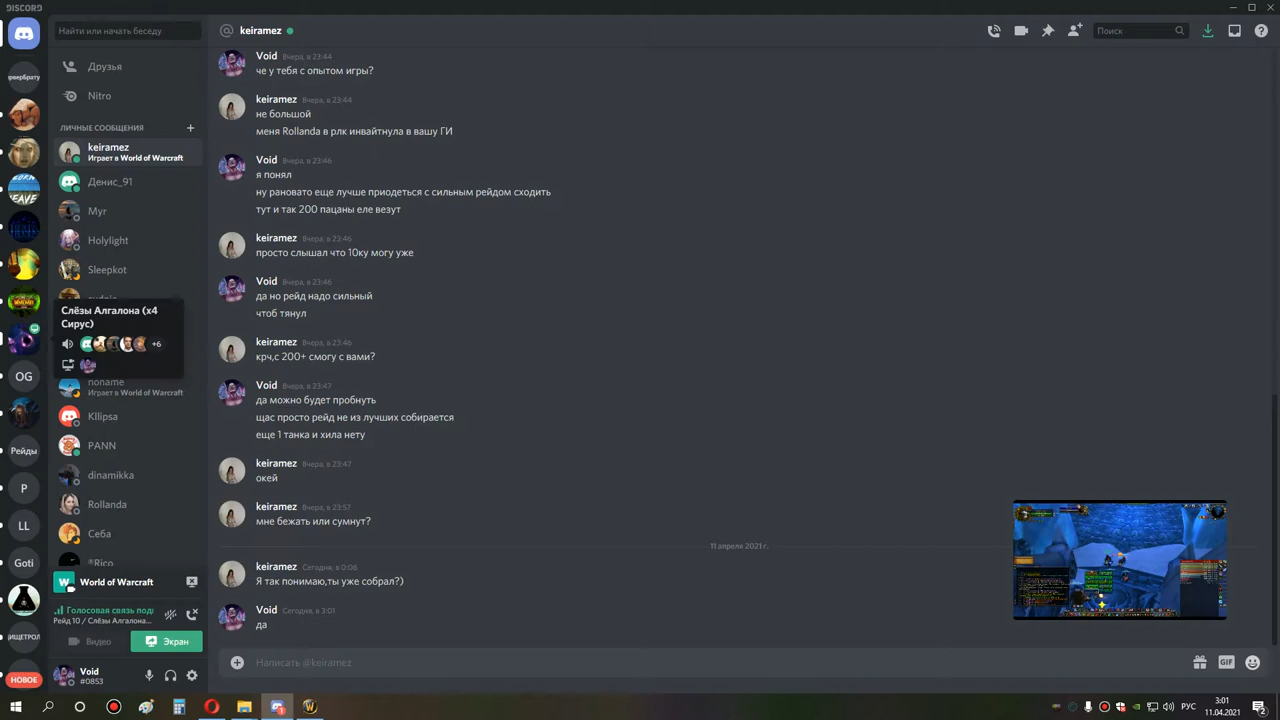 DISCORD
Найти или начать беседу
Друзья
Nitro
ЛИЧНЫЕ СООБЩЕНИЯ
keiramez
Играет в World of Warcraft
Денис_91
Myr
Holylight
Sleepkot
Слёзы Алгалона (x4
Сирус)
+6
noname
Играет в World of Warcraft
Kllipsa
PANN
dinamikka
Rollanda
Себа
®Rico
World of Warcraft
Голосовая связь под
Рейд 10 / Слёзы Алгалона...
Видео
Экран
Void
#0853
OG
Рейды
P
LL
Goti
НОВОЕ
keiramez
Поиск
Void Вчера, в 23:44
че у тебя с опытом игры?
keiramez Вчера, в 23:44
не большой
меня Rollanda в рлк инвайтнула в вашу ГИ
Void Вчера, в 23:46
я понял
ну рановато еще лучше приодеться с сильным рейдом сходить
тут и так 200 пацаны еле везут
keiramez Вчера, в 23:46
просто слышал что 10ку могу уже
Void Вчера, в 23:46
да но рейд надо сильный
чтоб тянул
keiramez Вчера, в 23:46
крч,с 200+ смогу с вами?
Void Вчера, в 23:47
да можно будет пробнуть
щас просто рейд не из лучших собирается
еще 1 танка и хила нету
keiramez Вчера, в 23:47
окей
keiramez Вчера, в 23:57
мне бежать или сумнут?
11 апреля 2021 г.
keiramez Сегодня, в 0:06
Я так понимаю,ты уже собрал?)
Void Сегодня, в 3:01
да
Написать @keiramez
GIF
РУС
3:01
11.04.2021
2